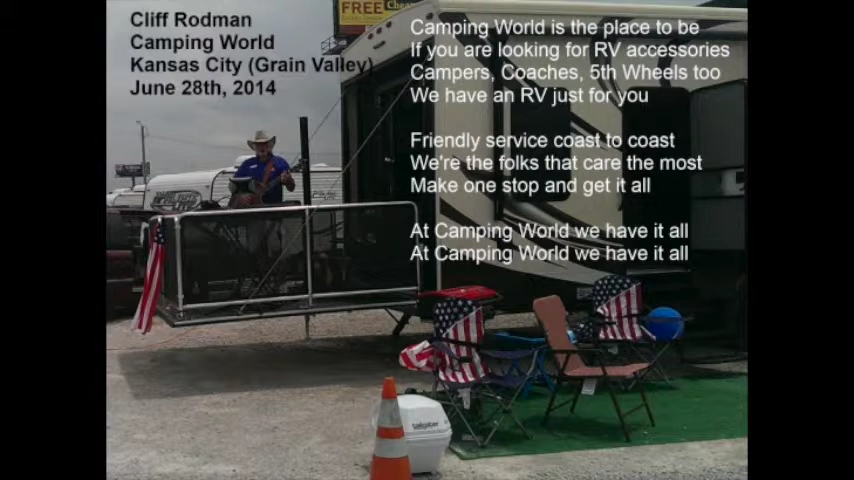 Cliff Rodman
Camping World
Kansas City (Grain Valley)
June 28th, 2014
FREE
Camping World is the place to be
If you are looking for RV accessories
Campers, Coaches, 5th Wheels too
We have an RV just for you
Friendly service coast to coast
We're the folks that care the most
Make one stop and get it all
At Camping World we have it all
At Camping World we have it all
tailgater